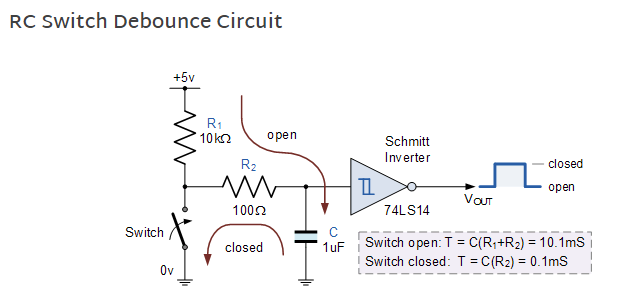 RC Switch Debounce Circuit
+5v
R₁
10kΩ
open
R₂
100Ω
Schmitt
Inverter
74LS14
VOUT
closed
open
Switch
closed
C
1uF
0v
Switch open: T = C(R₁+R₂) = 10.1mS
Switch closed: T = C(R₂) = 0.1mS